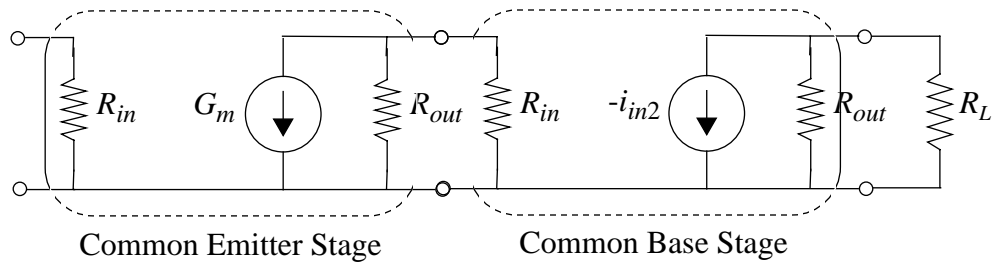 R_in G_m R_out R_in -i_in2 R_out R_L
Common Emitter Stage Common Base Stage